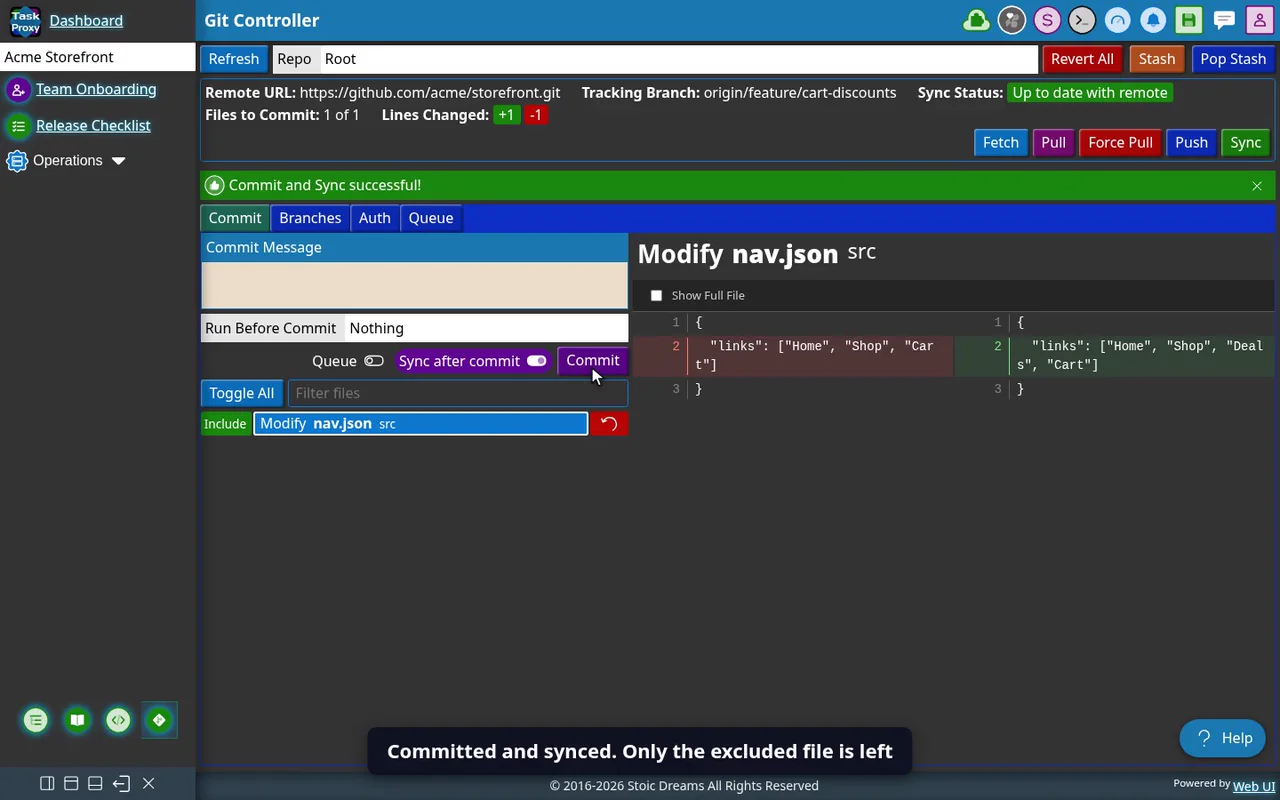 Task Proxy Dashboard
Git Controller
S
Acme Storefront
Refresh Repo Root Revert All Stash Pop Stash
Team Onboarding
Release Checklist
Operations
Remote URL: https://github.com/acme/storefront.git Tracking Branch: origin/feature/cart-discounts Sync Status: Up to date with remote
Files to Commit: 1 of 1 Lines Changed: +1 -1
Fetch Pull Force Pull Push Sync
Commit and Sync successful!
Commit Branches Auth Queue
Commit Message
Modify nav.json src
Show Full File
Run Before Commit Nothing
Queue Sync after commit Commit
Toggle All Filter files
Include Modify nav.json src
1 { 1 {
2 "links": ["Home", "Shop", "Car 2 "links": ["Home", "Shop", "Deal
t"] s", "Cart"]
3 } 3 }
Committed and synced. Only the excluded file is left
? Help
© 2016-2026 Stoic Dreams All Rights Reserved
Powered by Web UI